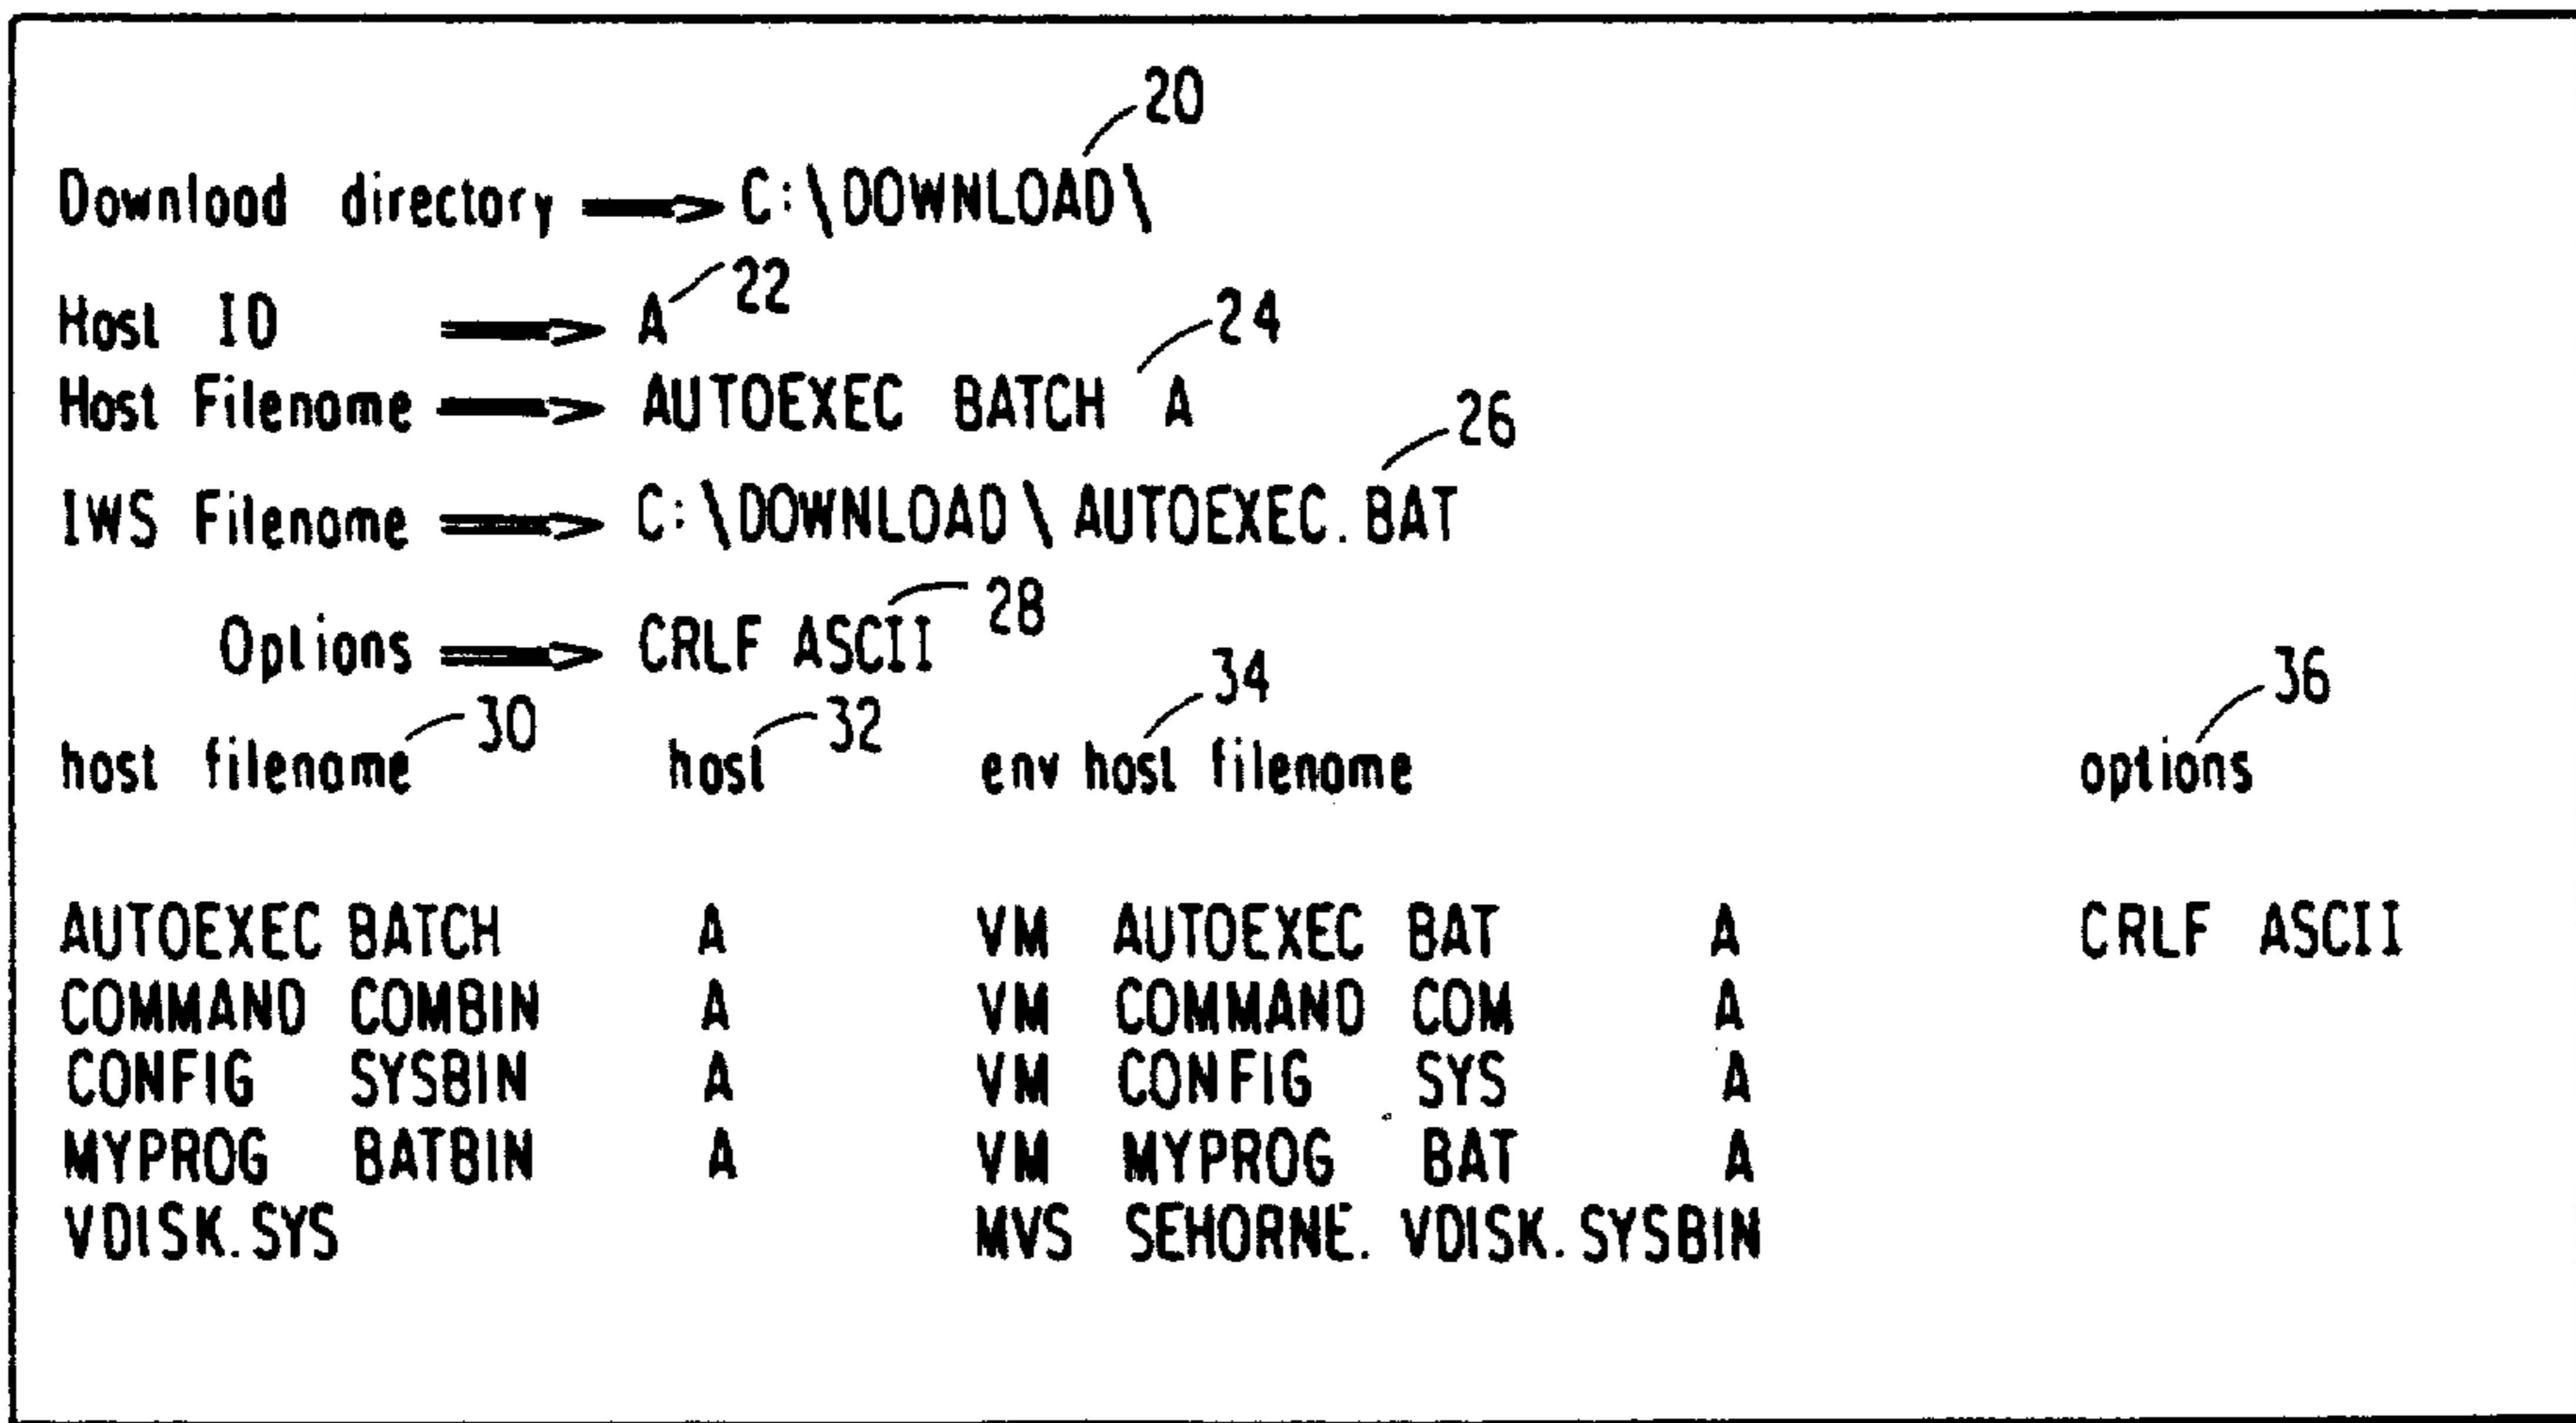 20
Download directory ⟹ C:\DOWNLOAD\
22
Host ID ⟹ A
24
Host Filename ⟹ AUTOEXEC BATCH A
26
IWS Filename ⟹ C:\DOWNLOAD\AUTOEXEC.BAT
28
Options ⟹ CRLF ASCII
30 32 34 36
host filename host env host filename options
AUTOEXEC BATCH A VM AUTOEXEC BAT A CRLF ASCII
COMMAND COMBIN A VM COMMAND COM A
CONFIG SYSBIN A VM CONFIG SYS A
MYPROG BATBIN A VM MYPROG BAT A
VDISK.SYS MVS SEHORNE.VDISK.SYSBIN